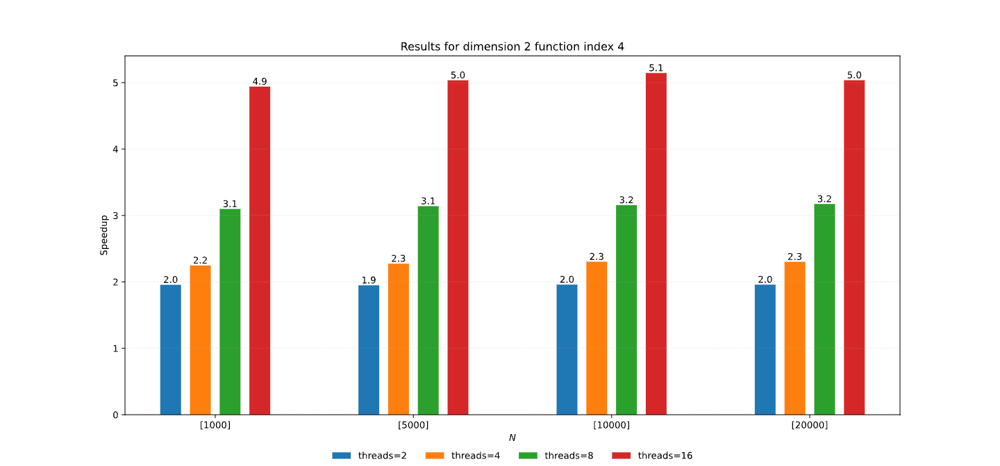 Results for dimension 2 function index 4
Speedup
5
4
3
2
1
0
2.0 2.2 3.1 4.9
1.9 2.3 3.1 5.0
2.0 2.3 3.2 5.1
2.0 2.3 3.2 5.0
[1000] [5000] [10000] [20000]
N
threads=2 threads=4 threads=8 threads=16